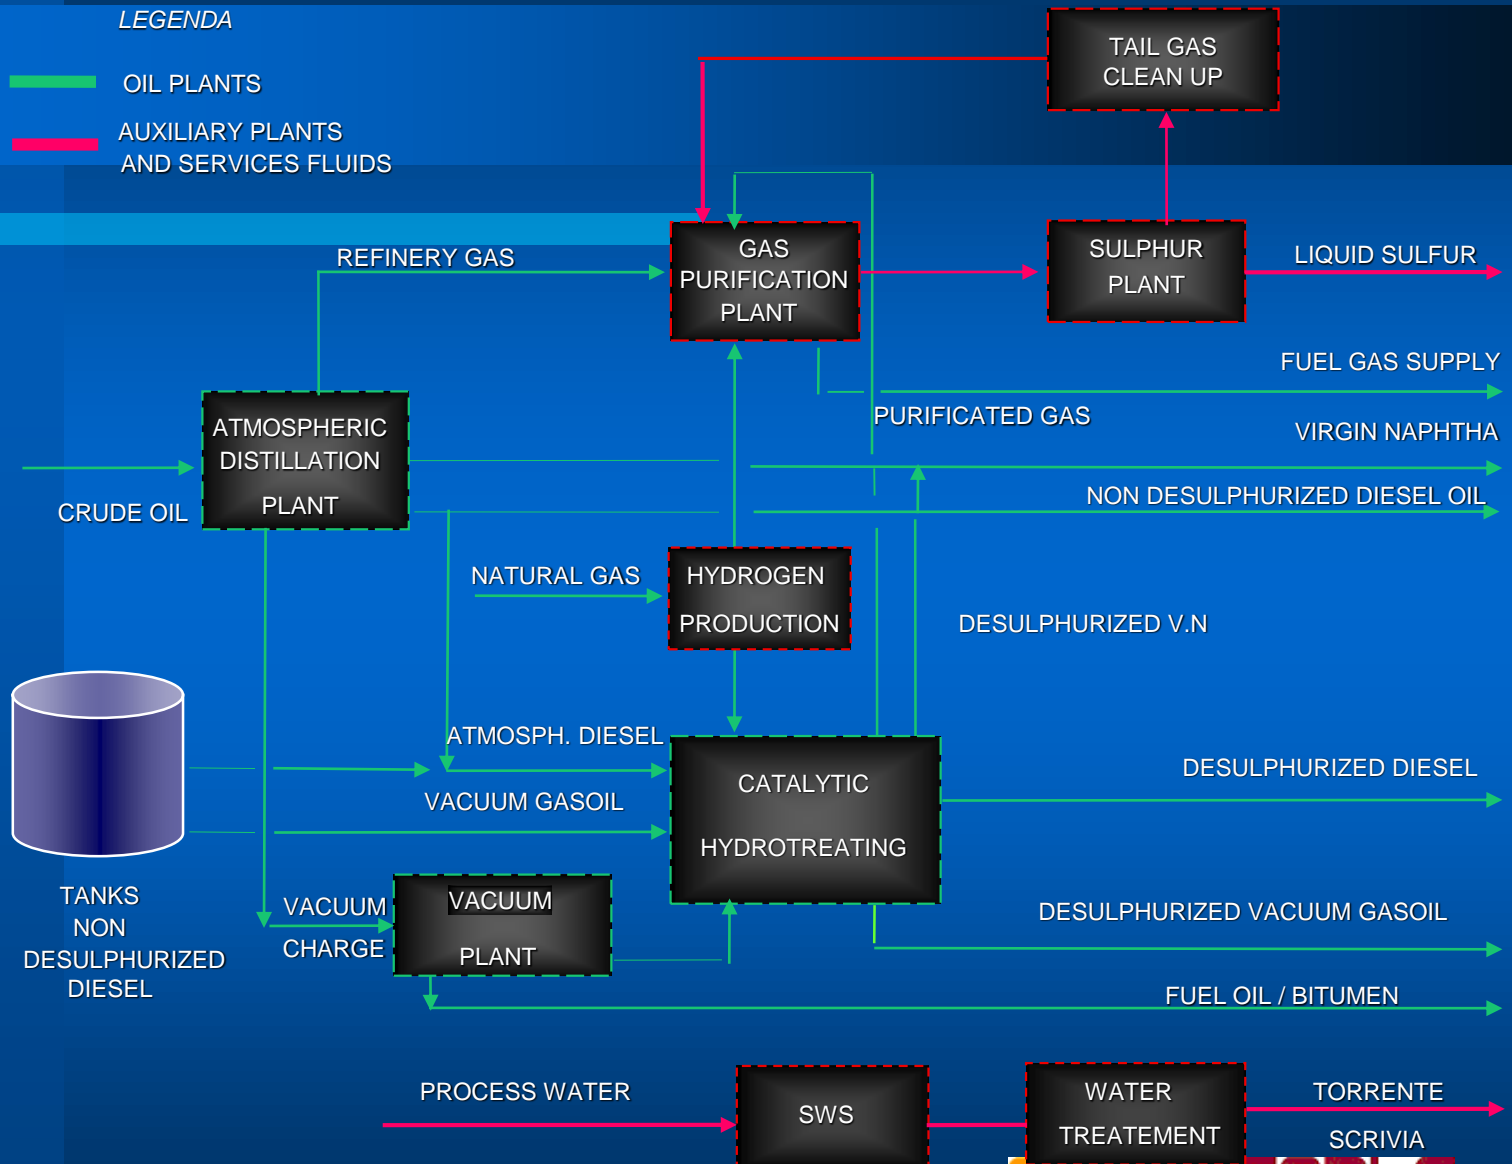 LEGENDA
OIL PLANTS
AUXILIARY PLANTS
AND SERVICES FLUIDS
TAIL GAS
CLEAN UP
REFINERY GAS
GAS
PURIFICATION
PLANT
SULPHUR
PLANT
LIQUID SULFUR
FUEL GAS SUPPLY
PURIFICATED GAS
VIRGIN NAPHTHA
ATMOSPHERIC
DISTILLATION
PLANT
CRUDE OIL
NON DESULPHURIZED DIESEL OIL
NATURAL GAS
HYDROGEN
PRODUCTION
DESULPHURIZED V.N
ATMOSPH. DIESEL
VACUUM GASOIL
CATALYTIC
HYDROTREATING
DESULPHURIZED DIESEL
TANKS
NON
DESULPHURIZED
DIESEL
VACUUM
CHARGE
VACUUM
PLANT
DESULPHURIZED VACUUM GASOIL
FUEL OIL / BITUMEN
PROCESS WATER
SWS
WATER
TREATEMENT
TORRENTE
SCRIVIA